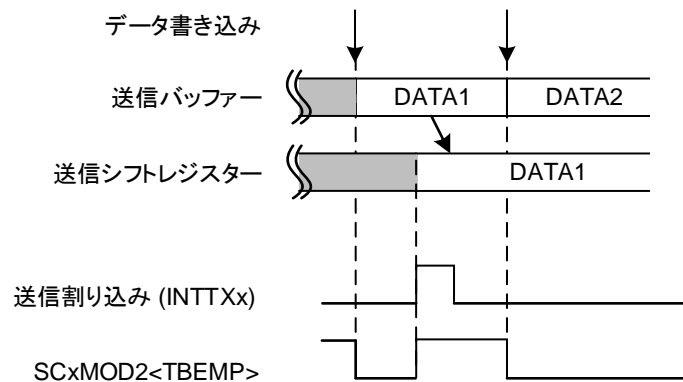 データ書き込み
送信バッファー
DATA1
DATA2
送信シフトレジスター
DATA1
送信割り込み (INTTXx)
SCxMOD2<TBEMP>